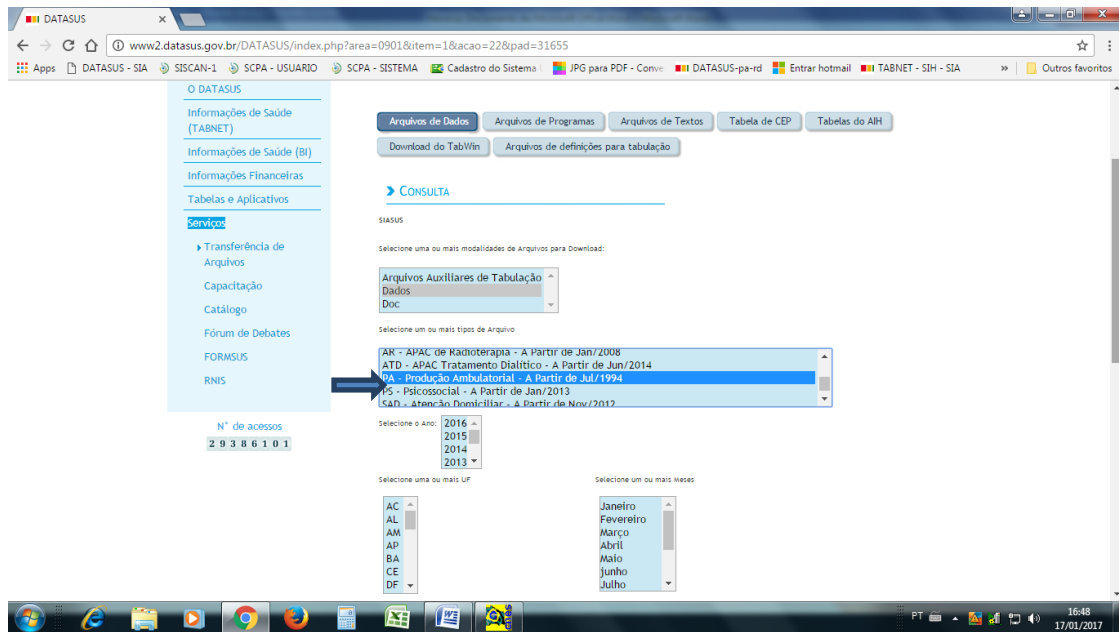 DATASUS
www2.datasus.gov.br/DATASUS/index.php?area=0901&item=1&acao=22&pad=31655
Apps DATASUS - SIA SISCAN-1 SCPA - USUARIO SCPA - SISTEMA Cadastro do Sistema JPG para PDF - Conve DATASUS-pa-rd Entrar hotmail TABNET - SIH - SIA » Outros favoritos
O DATASUS
Informações de Saúde
(TABNET)
Informações de Saúde (BI)
Informações Financeiras
Tabelas e Aplicativos
Serviços
Transferência de
Arquivos
Capacitação
Catálogo
Fórum de Debates
FORMSUS
RNIS
N° de acessos
29386101
Arquivos de Dados Arquivos de Programas Arquivos de Textos Tabela de CEP Tabelas do AIH
Download do TabWin Arquivos de definições para tabulação
CONSULTA
SIASUS
Selecione uma ou mais modalidades de Arquivos para Download:
Arquivos Auxiliares de Tabulação
Dados
Doc
Selecione um ou mais tipos de Arquivo
AR - APAC de Radioterapia - A Partir de Jan/2008
ATD - APAC Tratamento Dialítico - A Partir de Jun/2014
PA - Produção Ambulatorial - A Partir de Jul/1994
PS - Psicossocial - A Partir de Jan/2013
SAD - Atenção Domiciliar - A Partir de Nov/2012
Selecione o Ano: 2016
2015
2014
2013
Selecione uma ou mais UF
AC
AL
AM
AP
BA
CE
DF
Selecione um ou mais Meses
Janeiro
Fevereiro
Março
Abril
Maio
junho
Julho
PT
16:48
17/01/2017